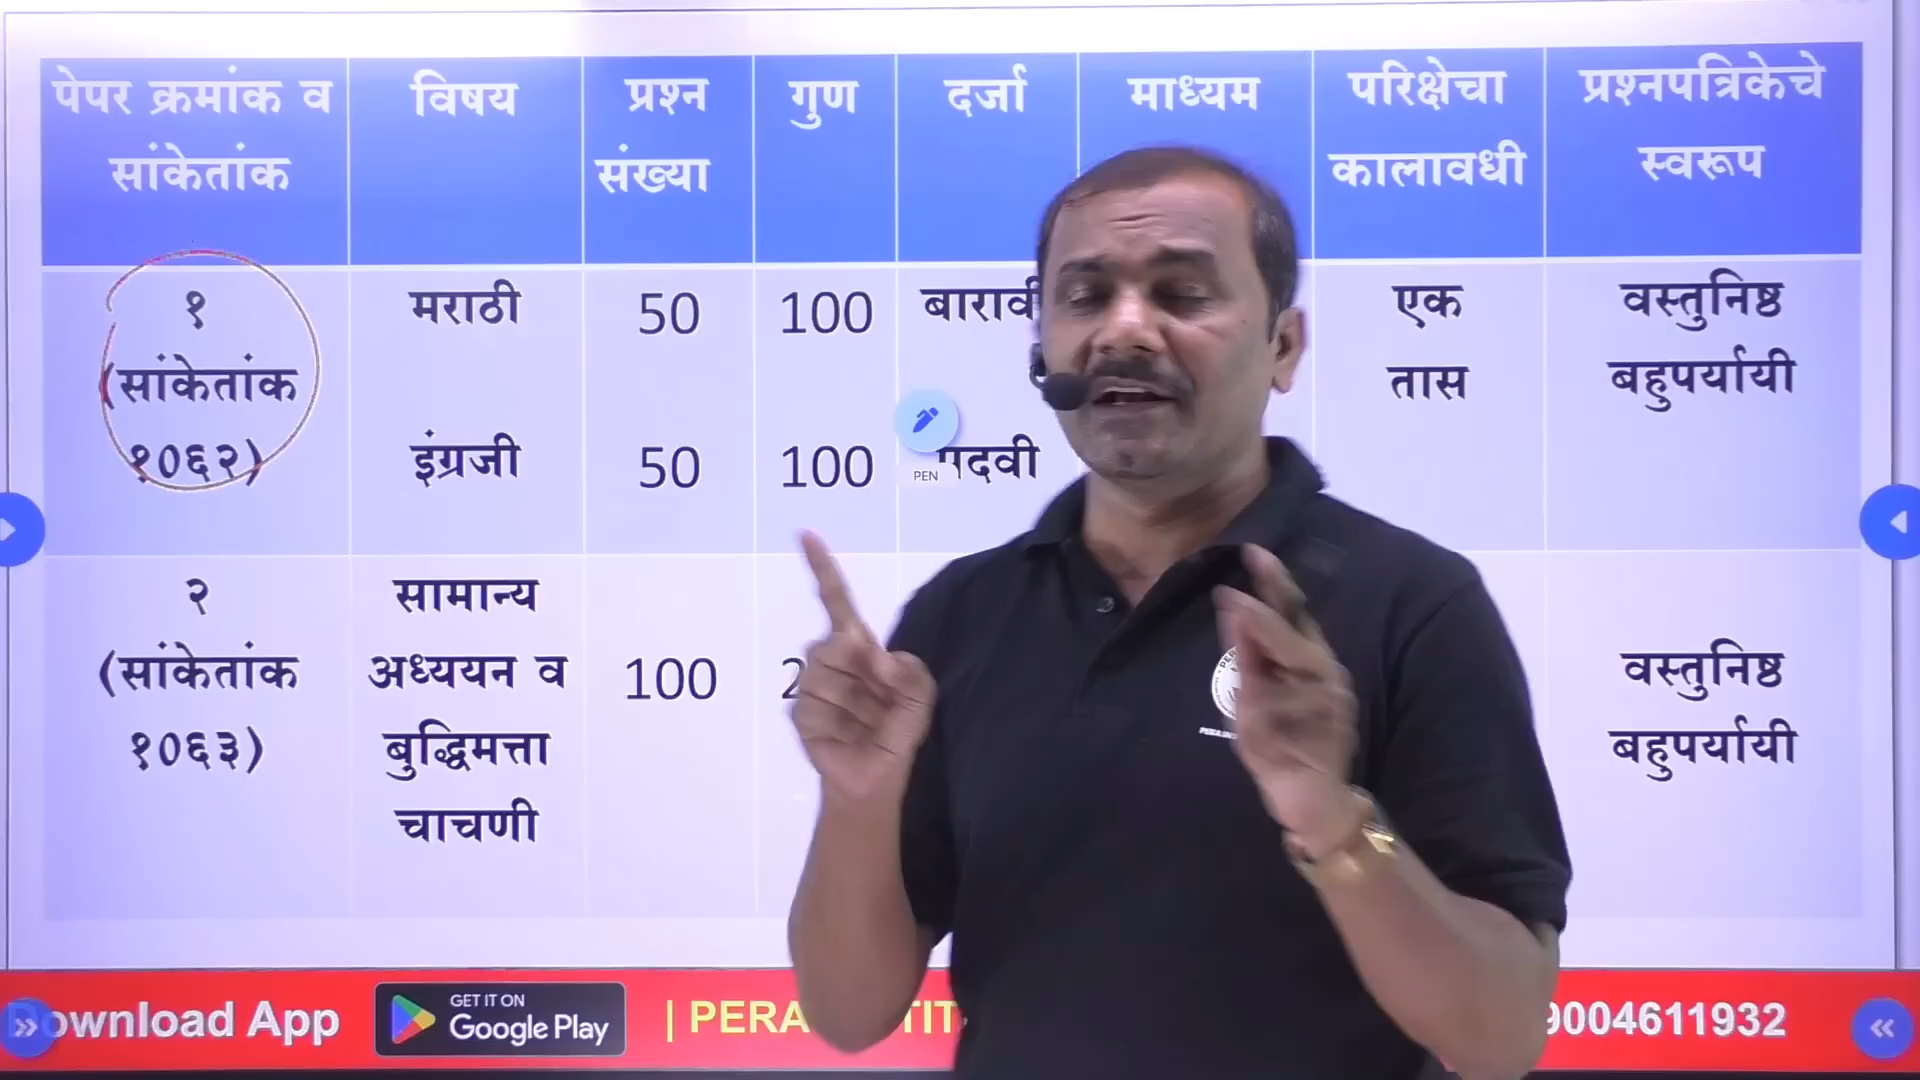 पेपर क्रमांक व सांकेतांक
विषय
प्रश्न संख्या
गुण
दर्जा
माध्यम
परिक्षेचा कालावधी
प्रश्नपत्रिकेचे स्वरूप
१
(सांकेतांक
१०६२)
मराठी 50 100
इंग्रजी 50 100 पदवी
एक
तास
वस्तुनिष्ठ
बहुपर्यायी
PEN
२
(सांकेतांक
१०६३)
सामान्य
अध्ययन व
बुद्धिमत्ता
चाचणी
100
वस्तुनिष्ठ
बहुपर्यायी
Download App
GET IT ON
Google Play
| PERA
9004611932